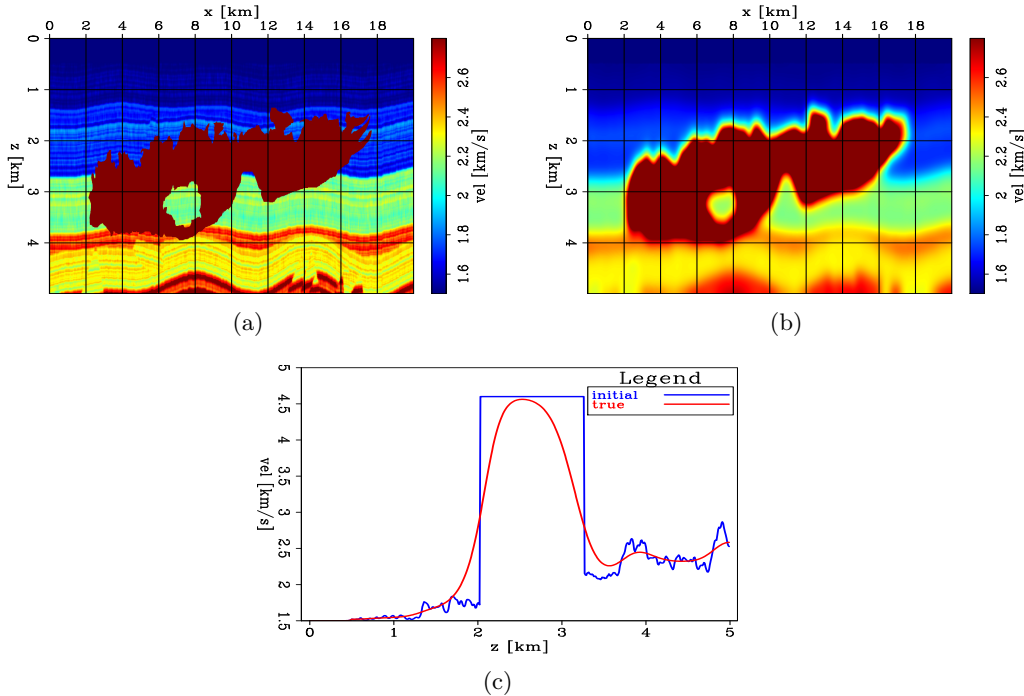 x [km]
0 2 4 6 8 10 12 14 16 18
0
1
2
3
4
z [km]
2.6
2.4
2.2
2
1.8
1.6
vel [km/s]
(a)
x [km]
0 2 4 6 8 10 12 14 16 18
0
1
2
3
4
z [km]
2.6
2.4
2.2
2
1.8
1.6
vel [km/s]
(b)
5
4.5
4
3.5
3
2.5
2
1.5
vel [km/s]
Legend
initial
true
0 1 2 3 4 5
z [km]
(c)